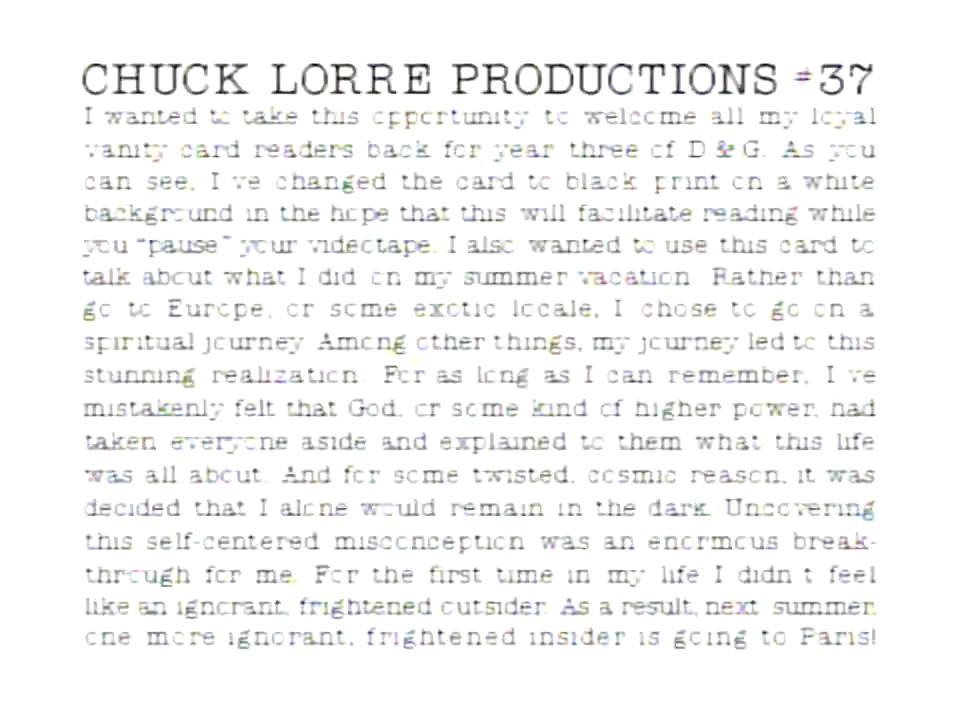 CHUCK LORRE PRODUCTIONS #37
I wanted to take this opportunity to welcome all my loyal
vanity card readers back for year three of D & G. As you
can see, I've changed the card to black print on a white
background in the hope that this will facilitate reading while
you "pause" your videotape. I also wanted to use this card to
talk about what I did on my summer vacation. Rather than
go to Europe, or some exotic locale, I chose to go on a
spiritual journey. Among other things, my journey led to this
stunning realization. For as long as I can remember, I've
mistakenly felt that God, or some kind of higher power, had
taken everyone aside and explained to them what this life
was all about. And for some twisted, cosmic reason, it was
decided that I alone would remain in the dark. Uncovering
this self-centered misconception was an enormous break-
through for me. For the first time in my life I didn't feel
like an ignorant, frightened outsider. As a result, next summer,
one more ignorant, frightened insider is going to Paris!